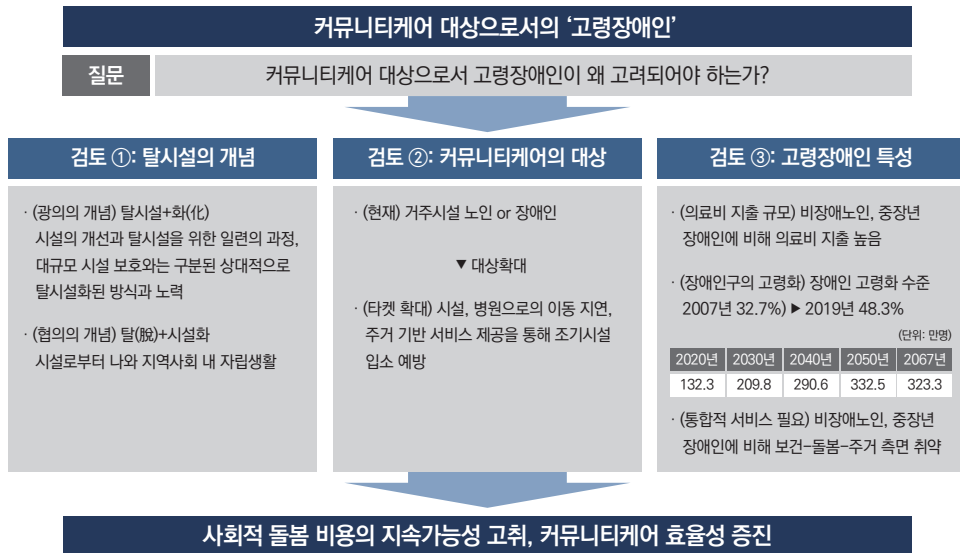 커뮤니티케어 대상으로서의 ‘고령장애인’
질문
커뮤니티케어 대상으로서 고령장애인이 왜 고려되어야 하는가?
검토 ①: 탈시설의 개념
· (광의의 개념) 탈시설+화(化)
시설의 개선과 탈시설을 위한 일련의 과정,
대규모 시설 보호와는 구분된 상대적으로
탈시설화된 방식과 노력
· (협의의 개념) 탈(脫)+시설화
시설로부터 나와 지역사회 내 자립생활
검토 ②: 커뮤니티케어의 대상
· (현재) 거주시설 노인 or 장애인
▼ 대상확대
· (타켓 확대) 시설, 병원으로의 이동 지연,
주거 기반 서비스 제공을 통해 조기시설
입소 예방
검토 ③: 고령장애인 특성
· (의료비 지출 규모) 비장애노인, 중장년
장애인에 비해 의료비 지출 높음
· (장애인구의 고령화) 장애인 고령화 수준
2007년 32.7%) ▶ 2019년 48.3%
(단위: 만명)
2020년 2030년 2040년 2050년 2067년
132.3 209.8 290.6 332.5 323.3
· (통합적 서비스 필요) 비장애노인, 중장년
장애인에 비해 보건-돌봄-주거 측면 취약
사회적 돌봄 비용의 지속가능성 고취, 커뮤니티케어 효율성 증진